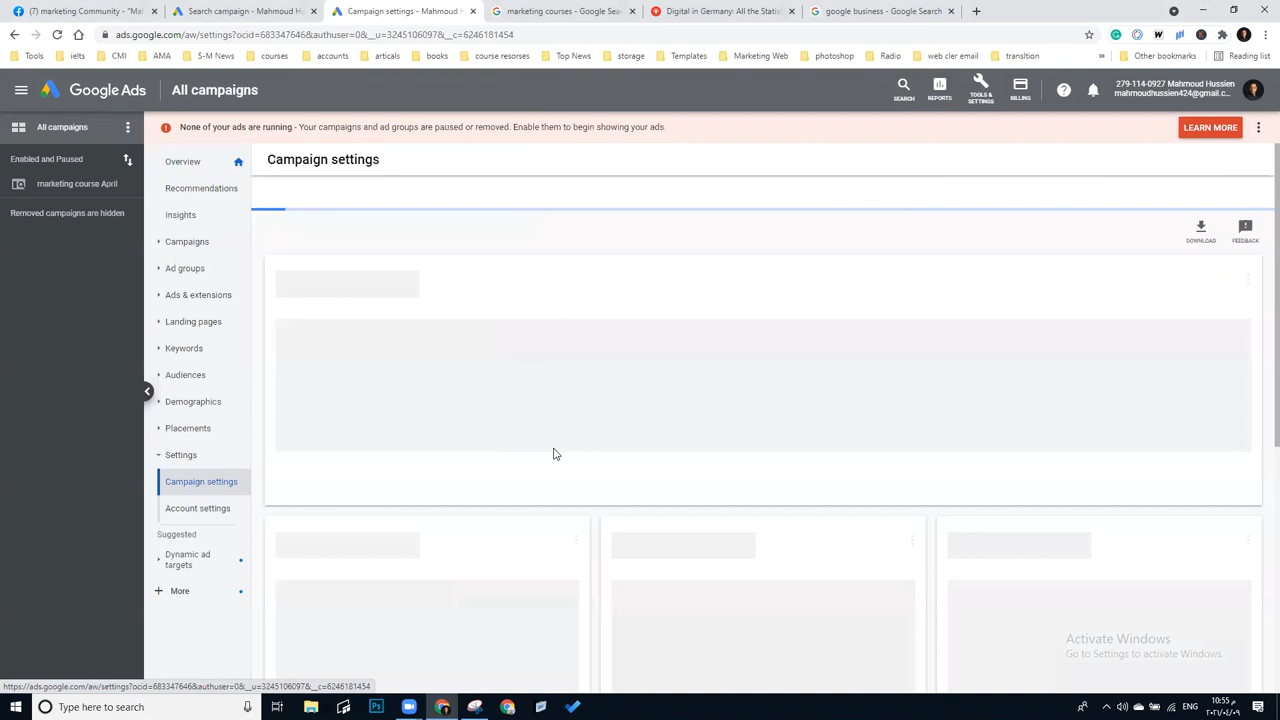 (7) marketing Community - "Ma
Search campaign - Mahmoud H
Campaign settings - Mahmoud H
marketing courses - Google Sea
Digital in Germany: All the Statis
google business - Google Search
ads.google.com/aw/settings?ocid=683347646&authuser=0&__u=3245106097&__c=6246181454
Tools
ielts
CMI
AMA
S-M News
courses
accounts
articals
books
course resorses
Top News
storage
Templates
Marketing Web
photoshop
Radio
web cler email
transltion
»
Other bookmarks
Reading list
Google Ads
All campaigns
SEARCH
REPORTS
TOOLS &
SETTINGS
BILLING
279-114-0927 Mahmoud Hussien
mahmoudhussien424@gmail.c...
All campaigns
None of your ads are running - Your campaigns and ad groups are paused or removed. Enable them to begin showing your ads.
LEARN MORE
Enabled and Paused
marketing course April
Removed campaigns are hidden
Overview
Recommendations
Insights
Campaigns
Ad groups
Ads & extensions
Landing pages
Keywords
Audiences
Demographics
Placements
Settings
Campaign settings
Account settings
Suggested
Dynamic ad
targets
More
Campaign settings
DOWNLOAD
FEEDBACK
Activate Windows
Go to Settings to activate Windows.
https://ads.google.com/aw/settings?ocid=683347646&authuser=0&__u=3245106097&__c=6246181454
Type here to search
ENG